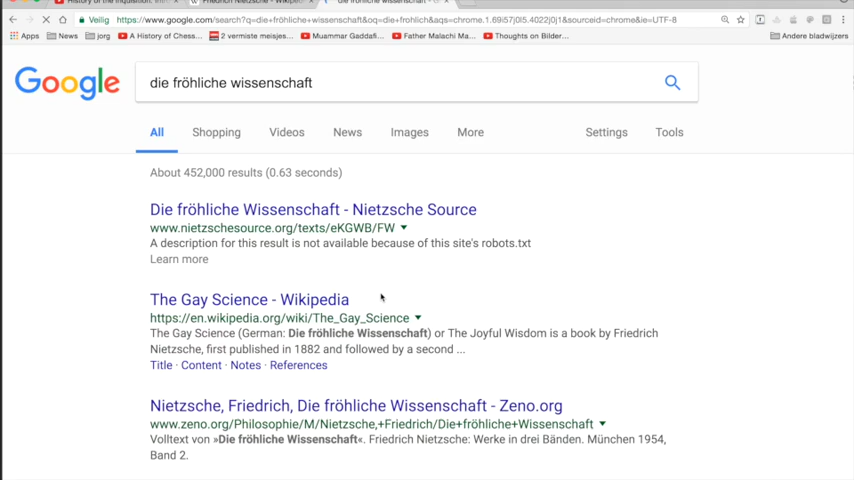 History of the Inquisition:
Friedrich Nietzsche - Wikipedi
die fröhliche wissenschaft -
Veilig https://www.google.com/search?q=die+fröhliche+wissenschaft&oq=die+frohlich&aqs=chrome.1.69i57j0l5.4022j0j1&sourceid=chrome&ie=UTF-8
Apps News jorg A History of Chess... 2 vermiste meisjes... Muammar Gaddafi... Father Malachi Ma... Thoughts on Bilder... Andere bladwijzers
Google
die fröhliche wissenschaft
All Shopping Videos News Images More Settings Tools
About 452,000 results (0.63 seconds)
Die fröhliche Wissenschaft - Nietzsche Source
www.nietzschesource.org/texts/eKGWB/FW
A description for this result is not available because of this site's robots.txt
Learn more
The Gay Science - Wikipedia
https://en.wikipedia.org/wiki/The_Gay_Science
The Gay Science (German: Die fröhliche Wissenschaft) or The Joyful Wisdom is a book by Friedrich
Nietzsche, first published in 1882 and followed by a second ...
Title · Content · Notes · References
Nietzsche, Friedrich, Die fröhliche Wissenschaft - Zeno.org
www.zeno.org/Philosophie/M/Nietzsche,+Friedrich/Die+fröhliche+Wissenschaft
Volltext von »Die fröhliche Wissenschaft«. Friedrich Nietzsche: Werke in drei Bänden. München 1954,
Band 2.